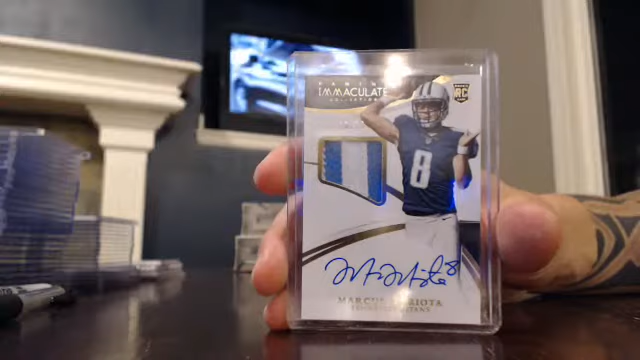 PANINI
IMMACULATE
COLLECTION
RC
8
MARCUS MARIOTA
TENNESSEE TITANS